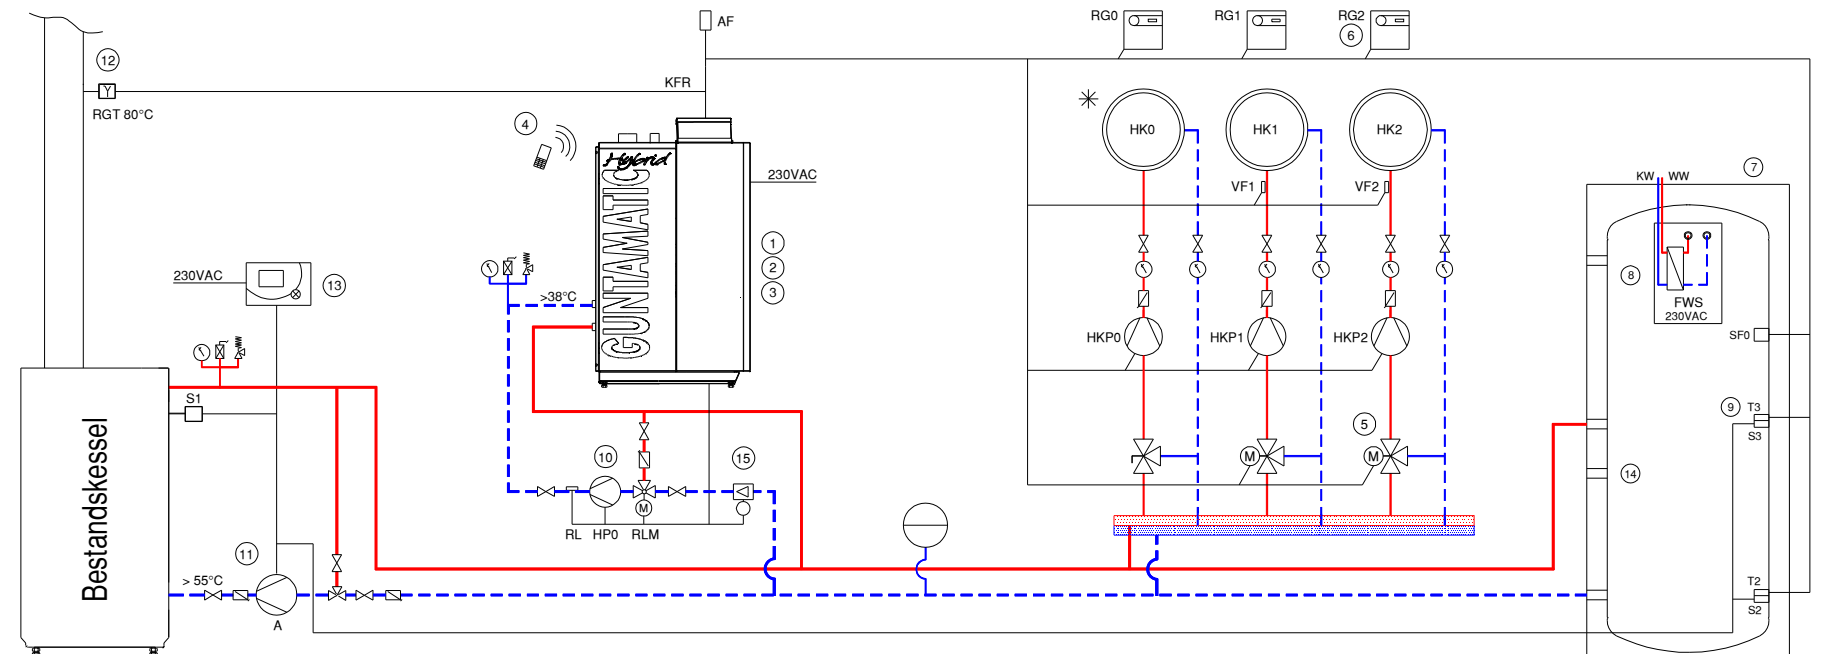 AF
RG0
RG1
RG2
6
12
Y
KFR
RGT 80°C
4
HK0
HK1
HK2
Hybrid
GUNTAMATIC
230VAC
VF1
VF2
7
KW
WW
1
2
3
8
FWS
230VAC
230VAC
13
>38°C
HKP0
HKP1
HKP2
SF0
S1
9
T3
S3
5
M
M
10
15
14
M
RL
HP0
RLM
Bestandskessel
11
> 55°C
A
T2
S2